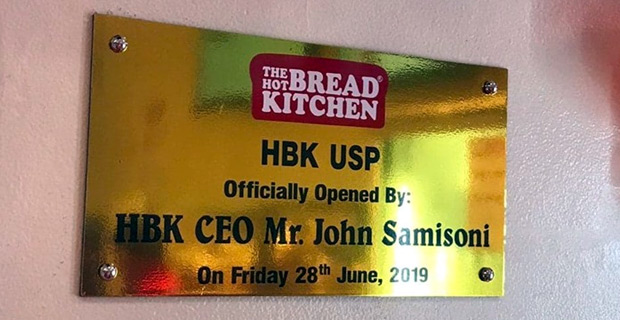 THE HOT BREAD®
KITCHEN
HBK USP
Officially Opened By:
HBK CEO Mr. John Samisoni
On Friday 28th June, 2019